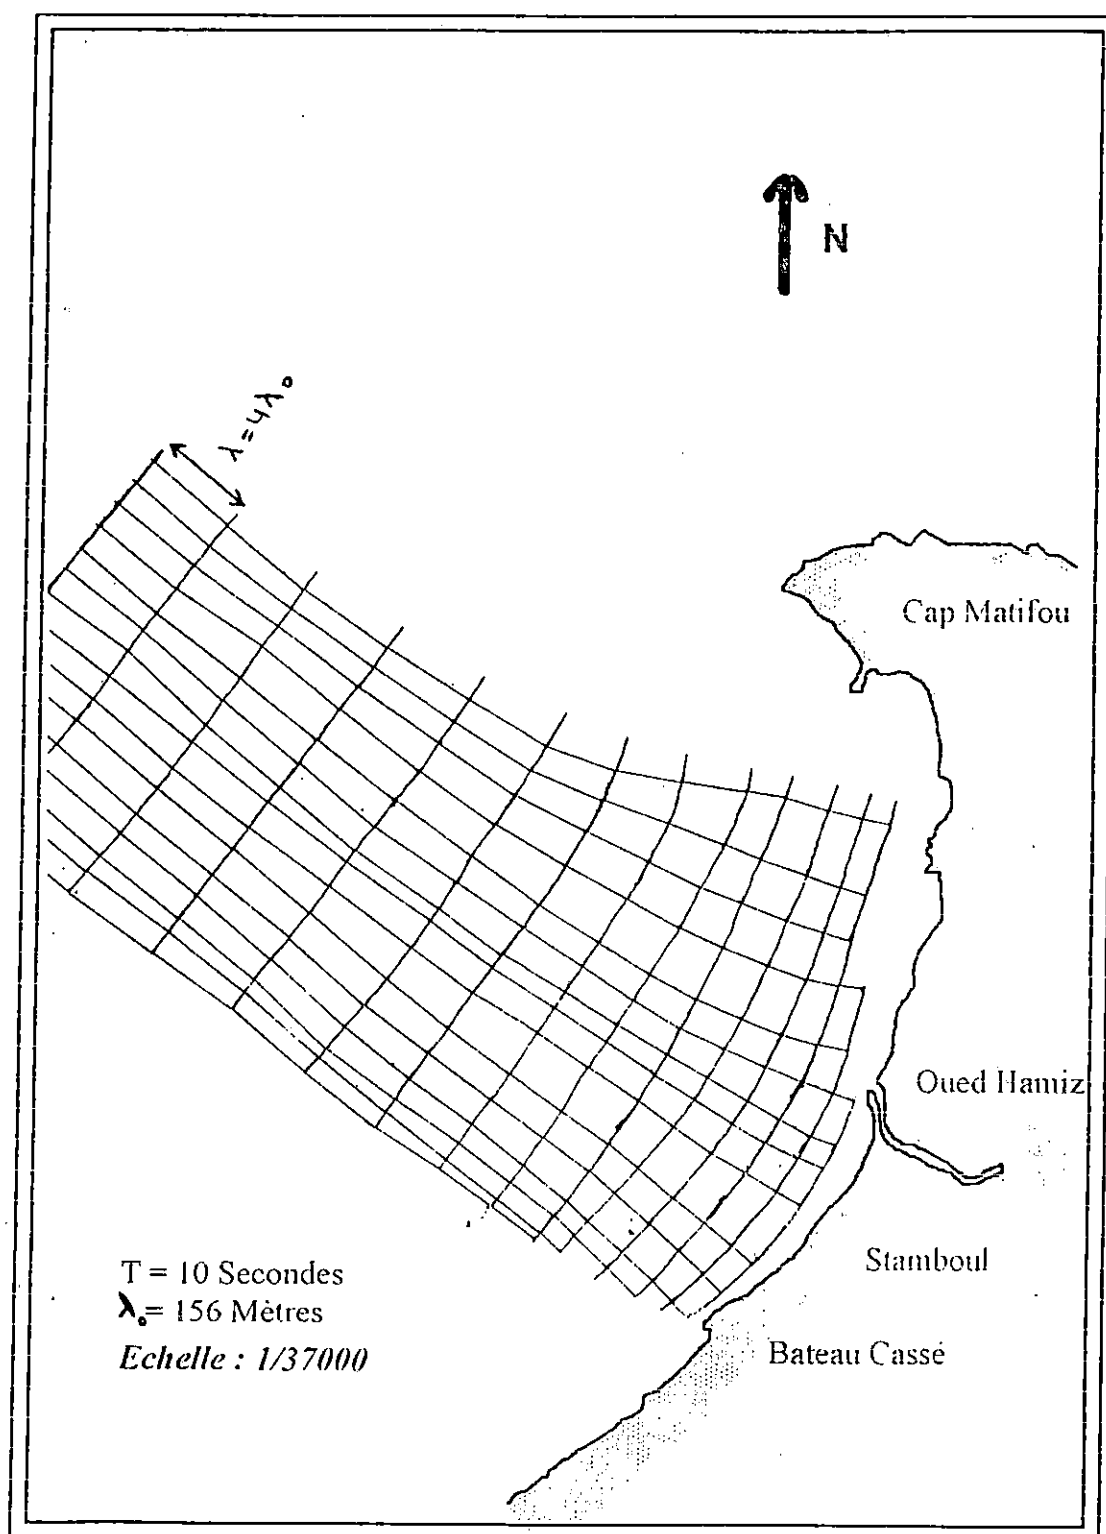 N
λ = 4λ₀
Cap Matifou
Oued Hamiz
Stamboul
T = 10 Secondes
λ₀= 156 Mètres
Echelle : 1/37000
Bateau Cassé